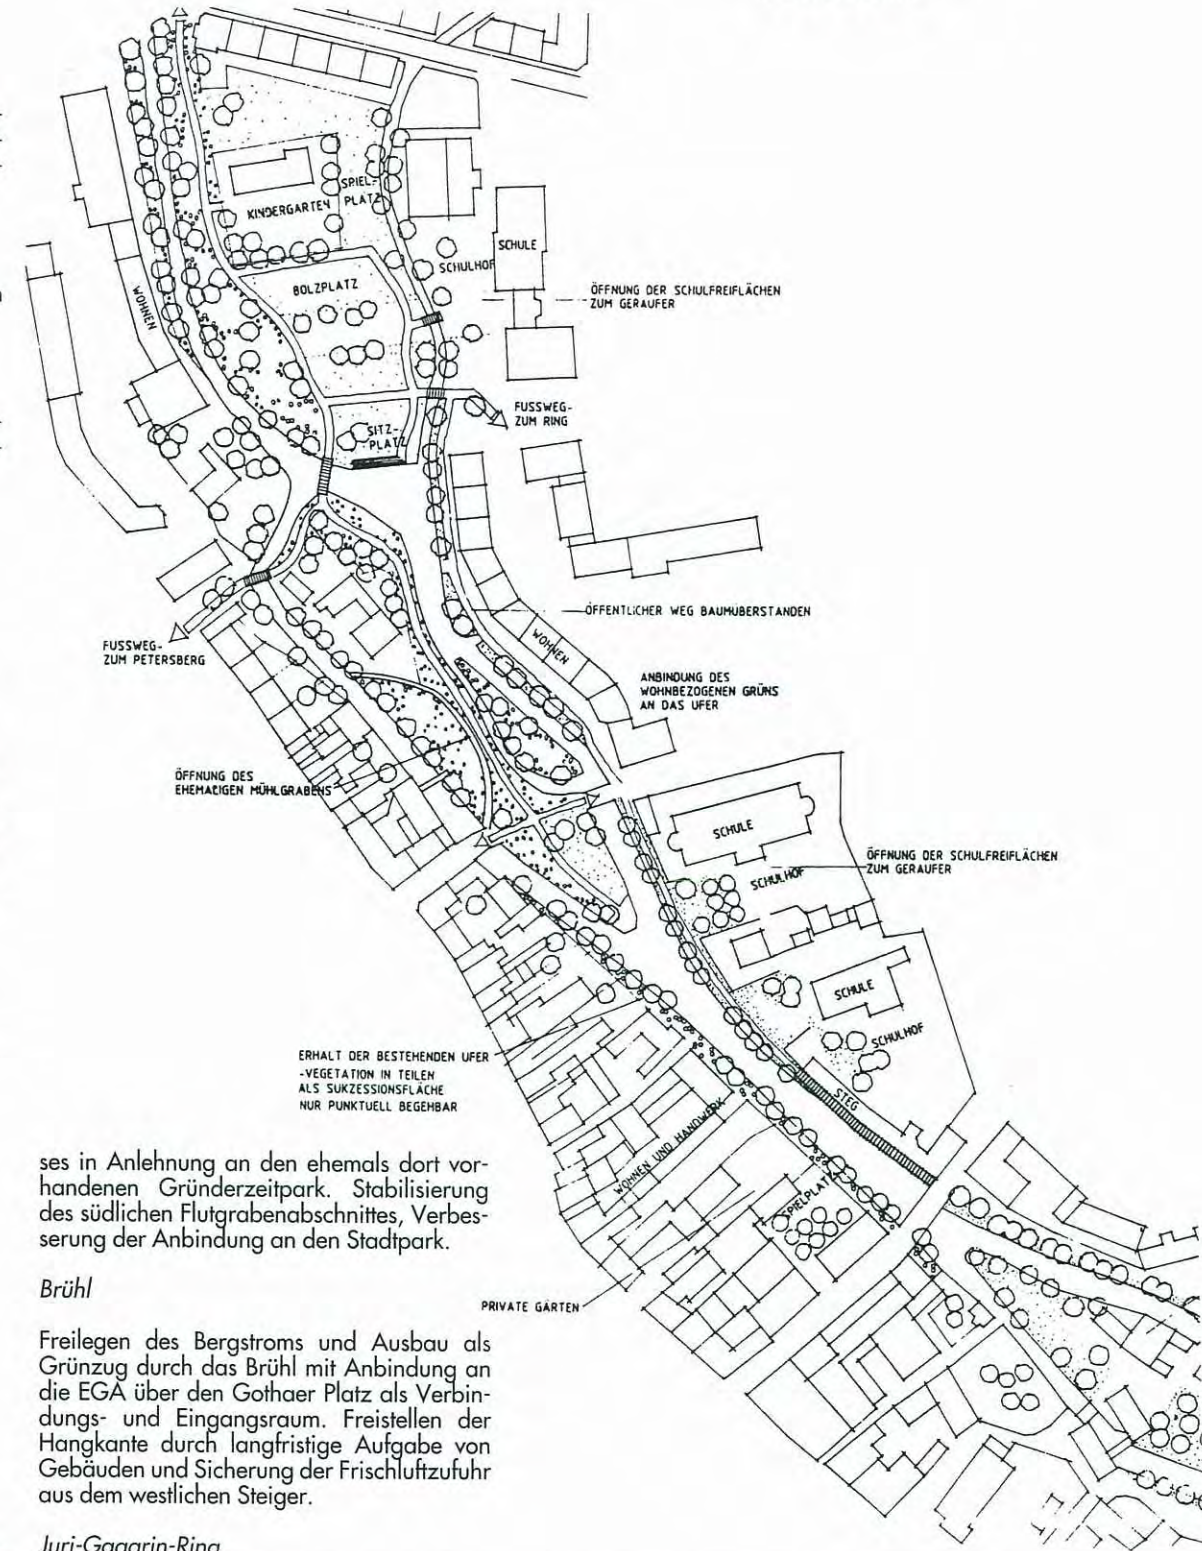 KINDERGARTEN
SPIEL-
PLATZ
SCHULE
SCHULHOF
WOHNEN
BOLZPLATZ
ÖFFNUNG DER SCHULFREIFLÄCHEN
ZUM GERAUFER
FUSSWEG-
ZUM RING
SITZ-
PLATZ
ÖFFENTLICHER WEG BAUMÜBERSTANDEN
FUSSWEG-
ZUM PETERSBERG
WOHNEN
ANBINDUNG DES
WOHNBEZOGENEN GRÜNS
AN DAS UFER
ÖFFNUNG DES
EHEMALIGEN MÜHLGRABENS
SCHULE
ÖFFNUNG DER SCHULFREIFLÄCHEN
ZUM GERAUFER
SCHULHOF
SCHULE
SCHULHOF
ERHALT DER BESTEHENDEN UFER
-VEGETATION IN TEILEN
ALS SUKZESSIONSFLÄCHE
NUR PUNKTUELL BEGEHBAR
STEG
WOHNEN UND HANDWERK
SPIELPLATZ
PRIVATE GÄRTEN
ses in Anlehnung an den ehemals dort vor-
handenen Gründerzeitpark. Stabilisierung
des südlichen Flutgrabenabschnittes, Verbes-
serung der Anbindung an den Stadtpark.
Brühl
Freilegen des Bergstroms und Ausbau als
Grünzug durch das Brühl mit Anbindung an
die EGA über den Gothaer Platz als Verbin-
dungs- und Eingangsraum. Freistellen der
Hangkante durch langfristige Aufgabe von
Gebäuden und Sicherung der Frischluftzufuhr
aus dem westlichen Steiger.
Juri-Gagarin-Ring